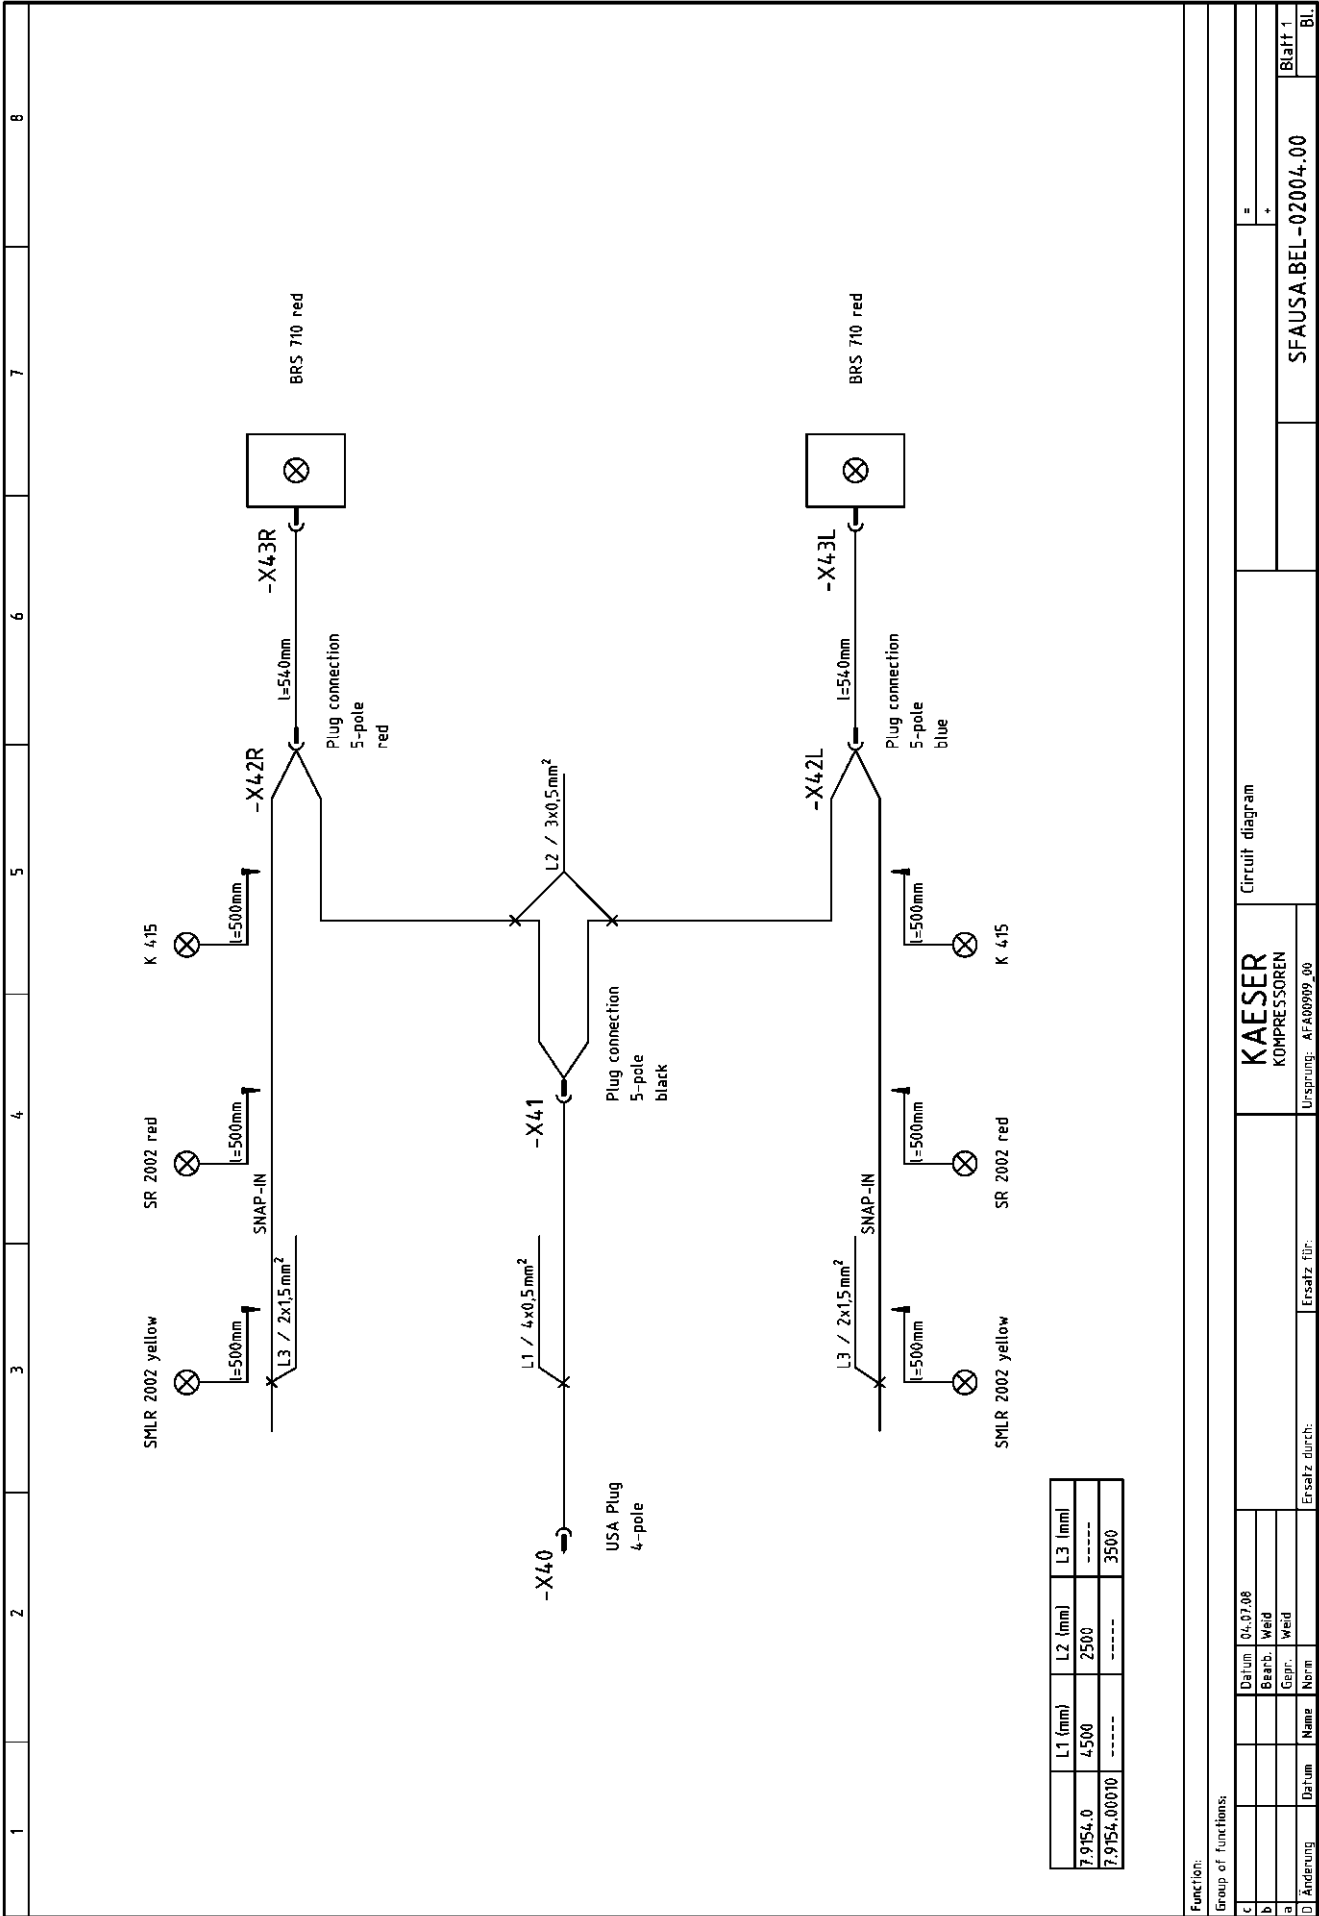 1 2 3 4 5 6 7 8
SMLR 2002 yellow
SR 2002 red
K 415
l=500mm
l=500mm
l=500mm
SNAP-IN
L3 / 2x1,5mm²
-X42R
l=540mm
-X43R
BRS 710 red
Plug connection
5-pole
red
-X40
USA Plug
4-pole
L1 / 4x0,5mm²
-X41
Plug connection
5-pole
black
L2 / 3x0,5mm²
-X42L
l=540mm
-X43L
BRS 710 red
Plug connection
5-pole
blue
L3 / 2x1,5mm²
SNAP-IN
l=500mm
l=500mm
l=500mm
SMLR 2002 yellow
SR 2002 red
K 415
L1 (mm) L2 (mm) L3 (mm)
7.9154.0 4500 2500 -----
7.9154.00010 ----- ----- 3500
Function:
Group of functions:
c Datum 04.07.08 KAESER Circuit diagram =
b Bearb. Weid KOMPRESSOREN +
a Gepr. Weid SFAUSA.BEL-02004.00 Blatt 1
D Änderung Datum Name Norm Ersatz durch: Ersatz für: Ursprung: AFA00909_00 Bl.